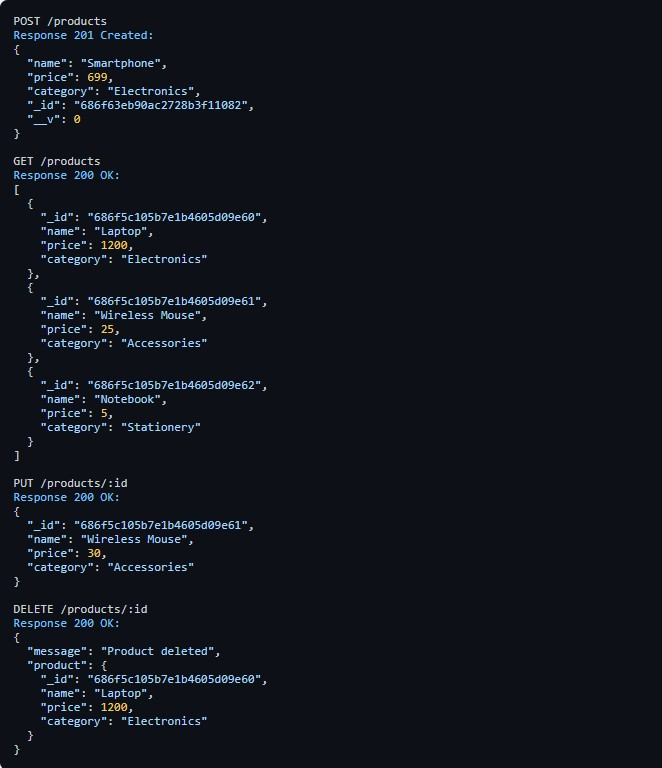 POST /products
Response 201 Created:
{
  "name": "Smartphone",
  "price": 699,
  "category": "Electronics",
  "_id": "686f63eb90ac2728b3f11082",
  "__v": 0
}

GET /products
Response 200 OK:
[
  {
    "_id": "686f5c105b7e1b4605d09e60",
    "name": "Laptop",
    "price": 1200,
    "category": "Electronics"
  },
  {
    "_id": "686f5c105b7e1b4605d09e61",
    "name": "Wireless Mouse",
    "price": 25,
    "category": "Accessories"
  },
  {
    "_id": "686f5c105b7e1b4605d09e62",
    "name": "Notebook",
    "price": 5,
    "category": "Stationery"
  }
]

PUT /products/:id
Response 200 OK:
{
  "_id": "686f5c105b7e1b4605d09e61",
  "name": "Wireless Mouse",
  "price": 30,
  "category": "Accessories"
}

DELETE /products/:id
Response 200 OK:
{
  "message": "Product deleted",
  "product": {
    "_id": "686f5c105b7e1b4605d09e60",
    "name": "Laptop",
    "price": 1200,
    "category": "Electronics"
  }
}